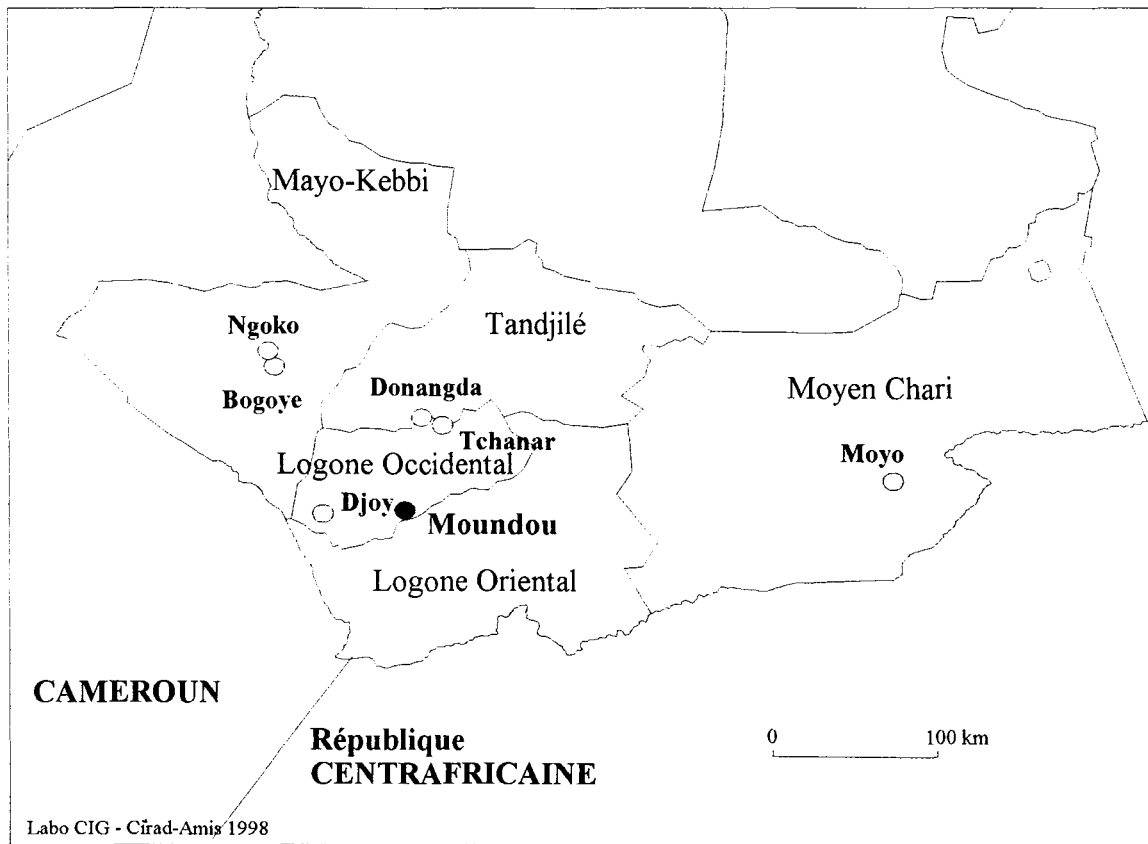 Mayo-Kebbi
Ngoko
Tandjilé
Donangda
Moyen Chari
Bogoye
Tchanar
Logone Occidental
Moyo
Djoy
Moundou
Logone Oriental
CAMEROUN
République
CENTRAFRICAINE
0
100 km
Labo CIG - Cirad-Amis 1998